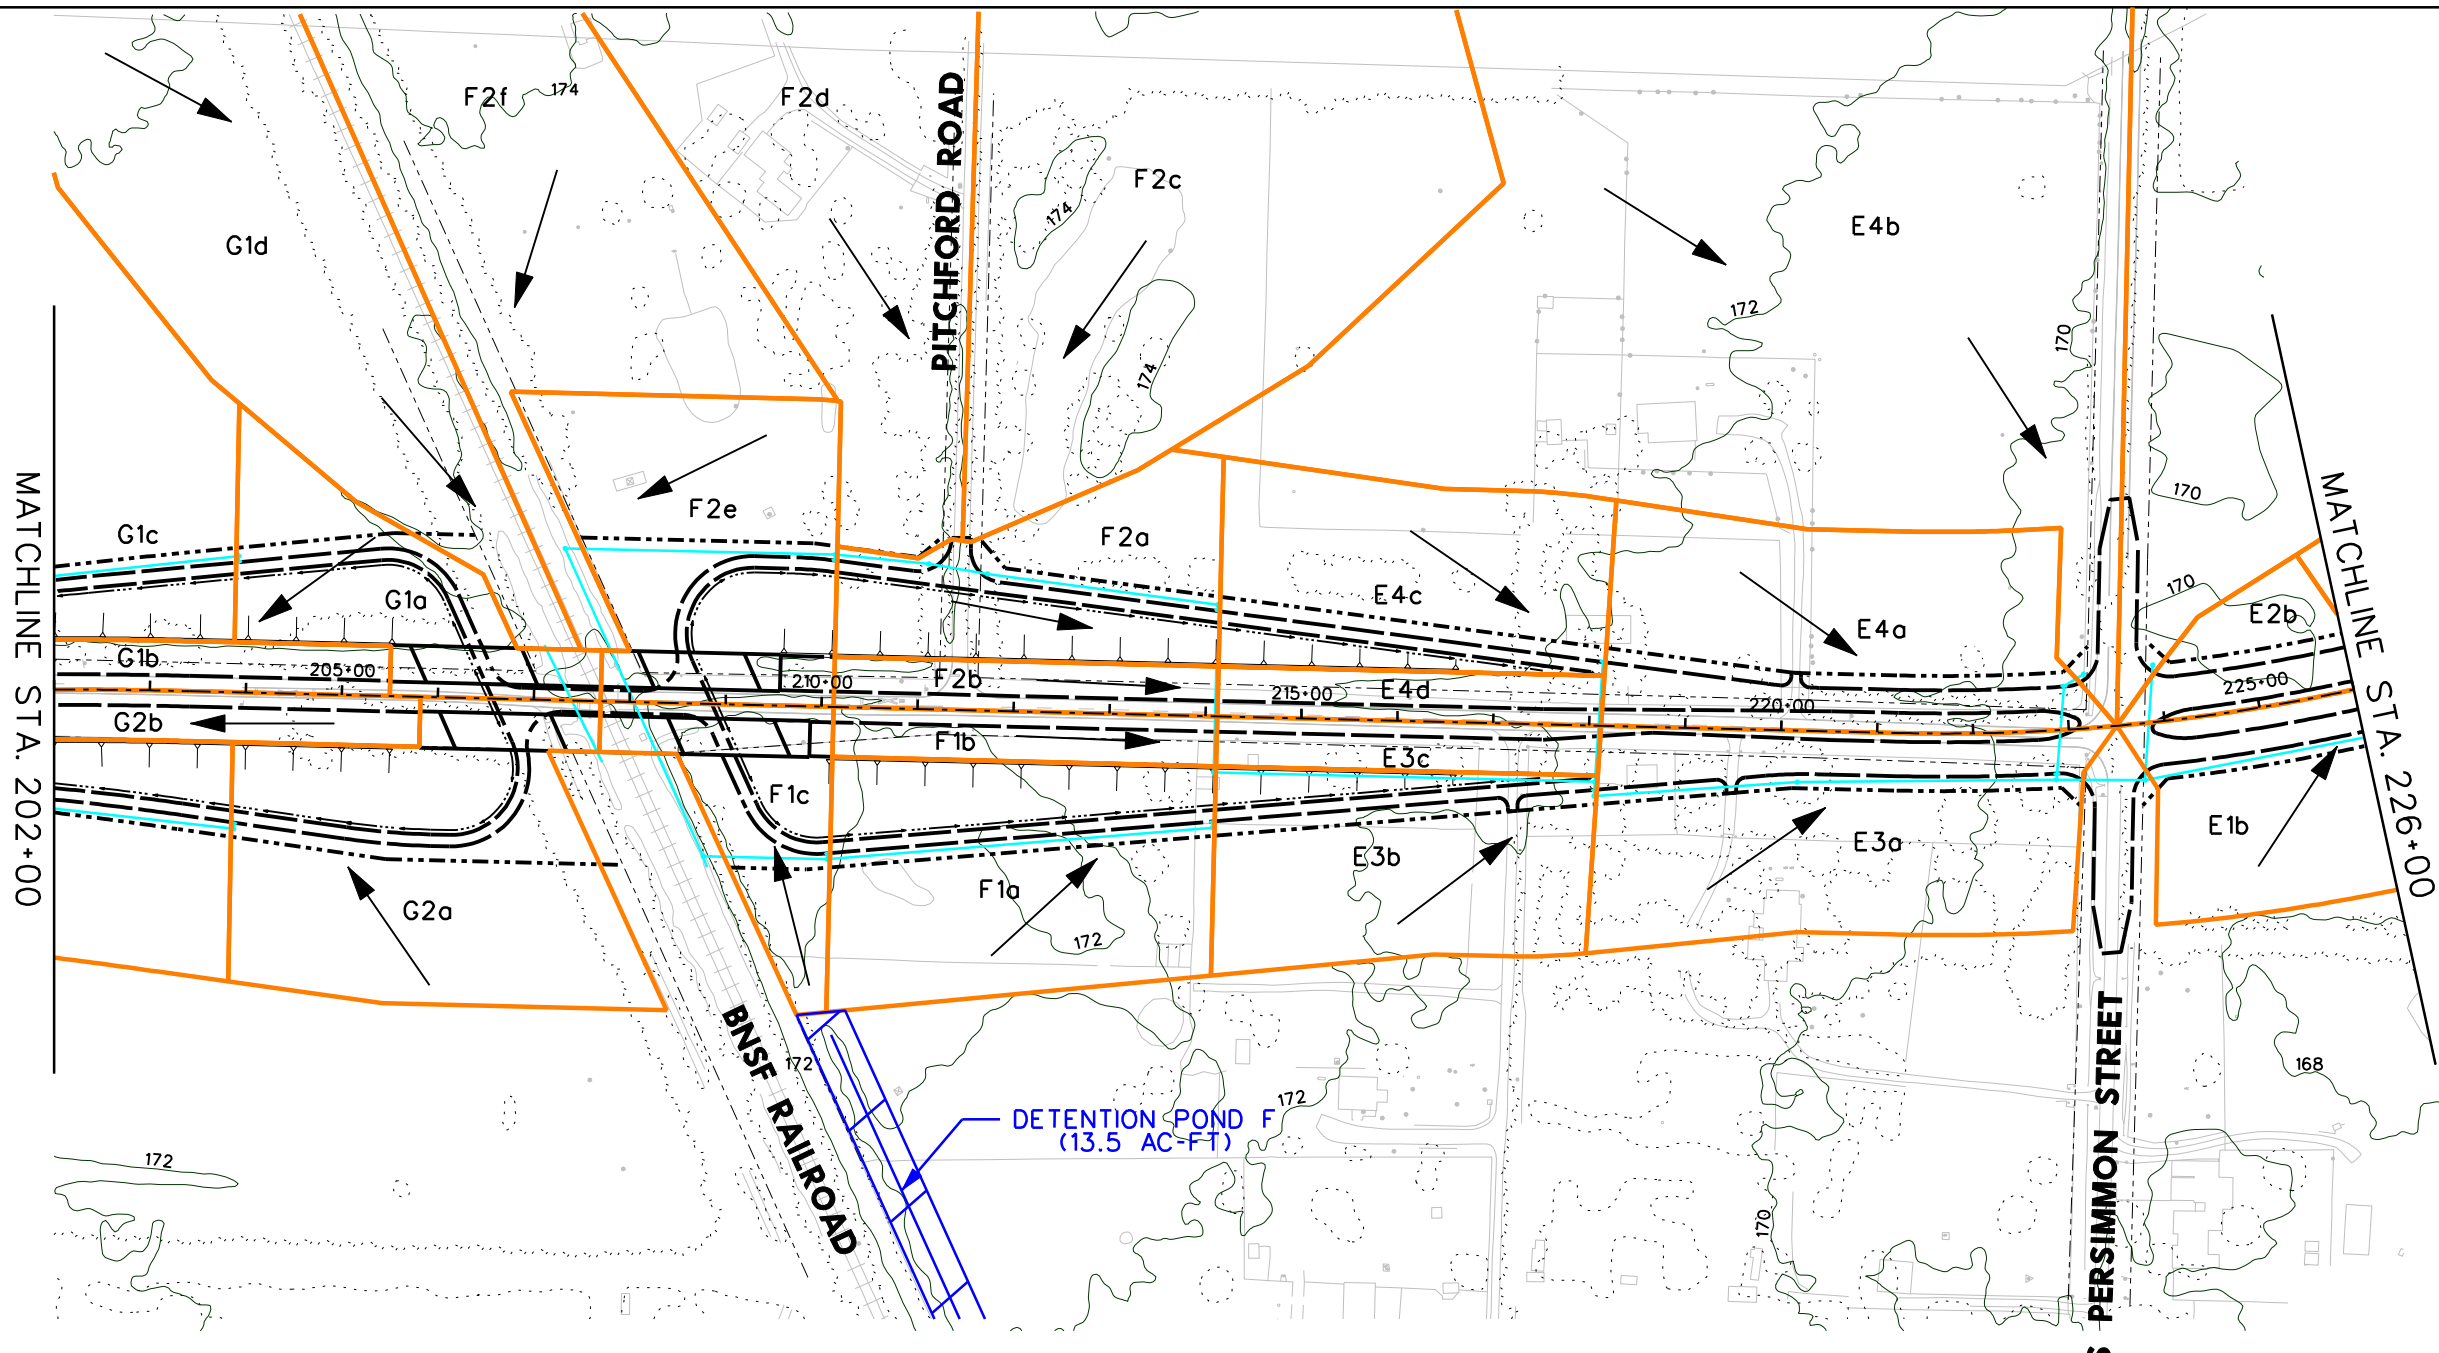 F2f
174
F2d
PITCHFORD ROAD
F2c
174
E4b
G1d
172
170
174
F2e
170
MATCHLINE STA. 202+00
MATCHLINE STA. 226+00
G1c
F2a
170
G1a
E4c
E4a
E2b
G1b
205+00
210+00
F2b
215+00
E4d
220+00
225+00
G2b
F1b
E3c
F1c
E1b
E3b
E3a
F1a
G2a
172
BNSF RAILROAD
172
DETENTION POND F
(13.5 AC-FT)
172
168
172
170
S PERSIMMON STREET